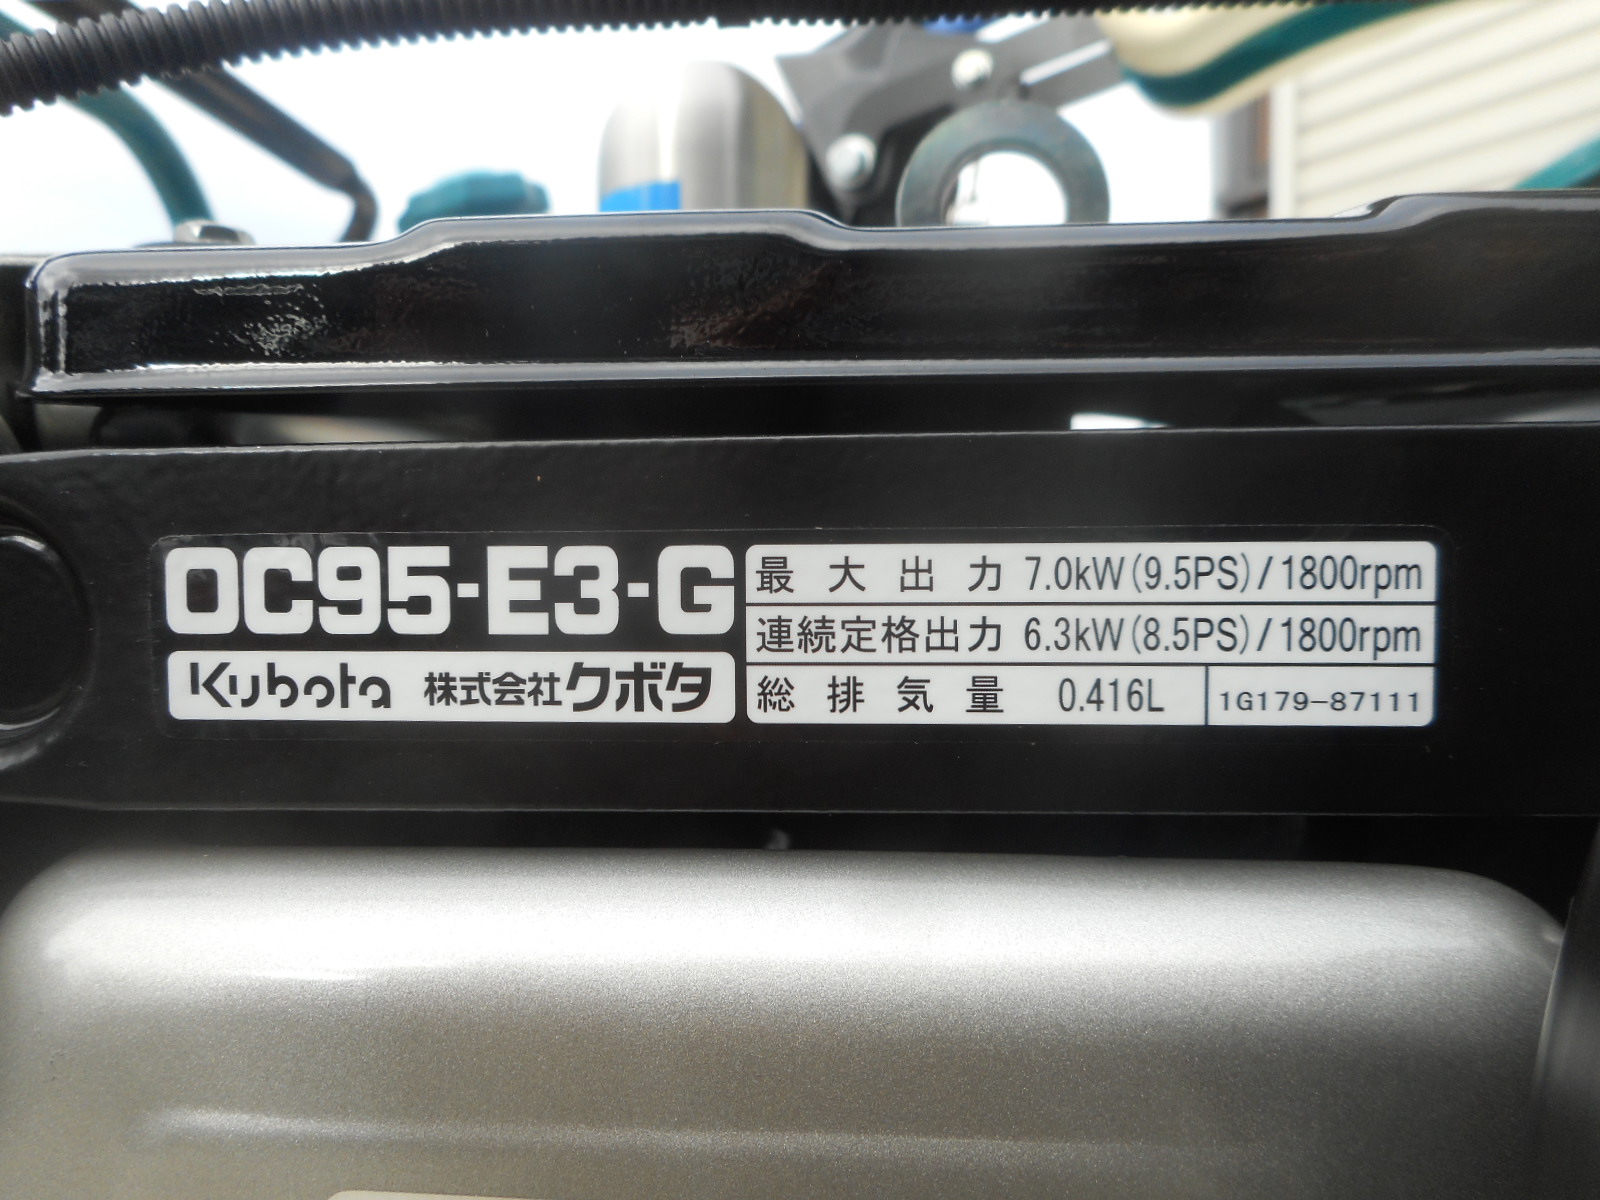 OC95-E3-G
Kubota 株式会社クボタ
最大出力 7.0kW(9.5PS)/1800rpm
連続定格出力 6.3kW(8.5PS)/1800rpm
総排気量 0.416L 1G179-87111